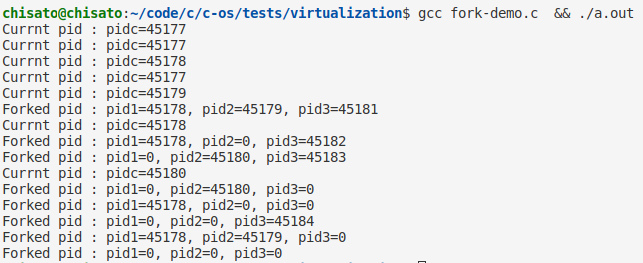 chisato@chisato:~/code/c/c-os/tests/virtualization$ gcc fork-demo.c  && ./a.out
Currnt pid : pidc=45177
Currnt pid : pidc=45177
Currnt pid : pidc=45178
Currnt pid : pidc=45177
Currnt pid : pidc=45179
Forked pid : pid1=45178, pid2=45179, pid3=45181
Currnt pid : pidc=45178
Forked pid : pid1=45178, pid2=0, pid3=45182
Forked pid : pid1=0, pid2=45180, pid3=45183
Currnt pid : pidc=45180
Forked pid : pid1=0, pid2=45180, pid3=0
Forked pid : pid1=45178, pid2=0, pid3=0
Forked pid : pid1=0, pid2=0, pid3=45184
Forked pid : pid1=45178, pid2=45179, pid3=0
Forked pid : pid1=0, pid2=0, pid3=0